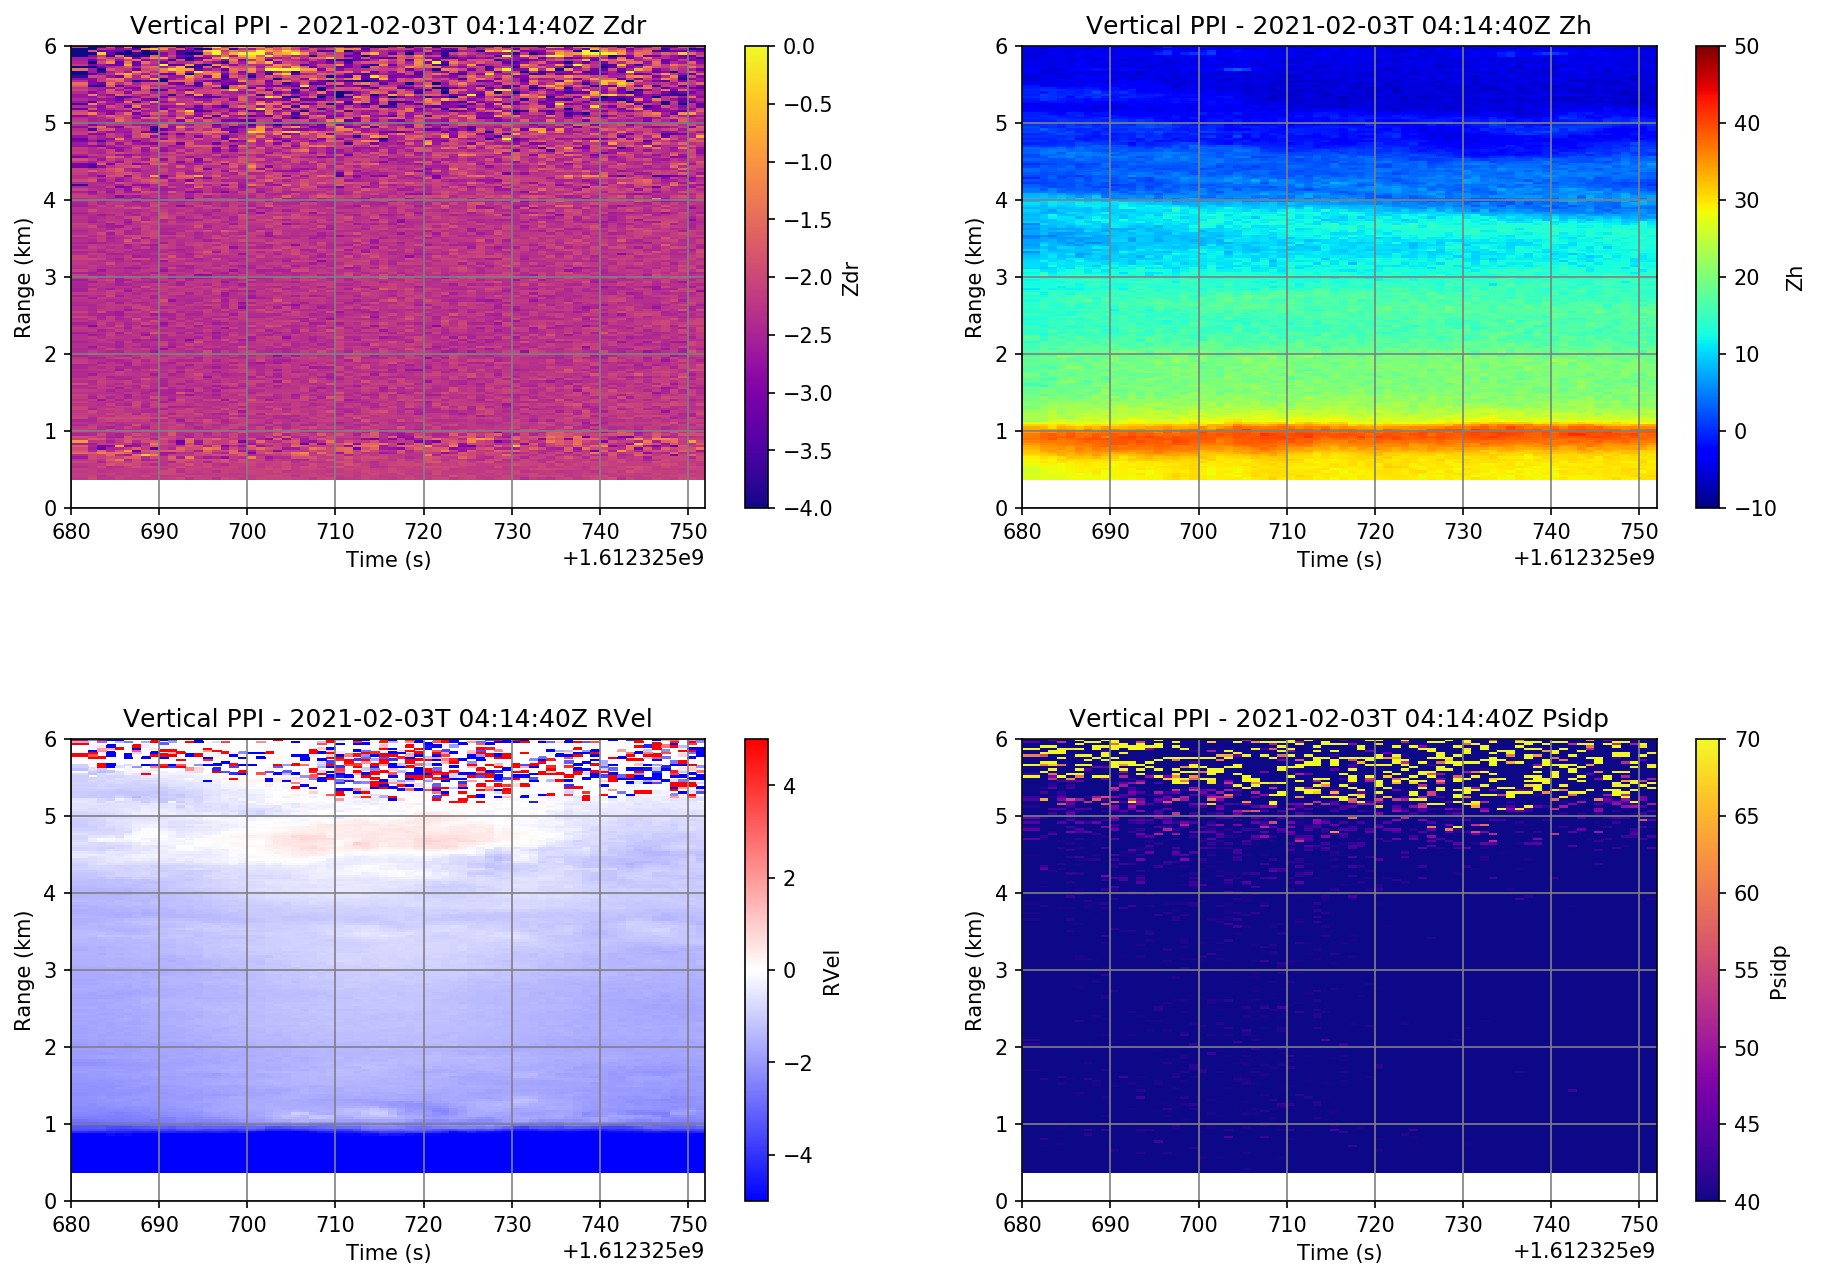 Vertical PPI - 2021-02-03T 04:14:40Z Zdr
6
5
4
3
2
1
0
Range (km)
680 690 700 710 720 730 740 750
Time (s)
+1.612325e9
0.0
−0.5
−1.0
−1.5
−2.0
−2.5
−3.0
−3.5
−4.0
Zdr
Vertical PPI - 2021-02-03T 04:14:40Z Zh
6
5
4
3
2
1
0
Range (km)
680 690 700 710 720 730 740 750
Time (s)
+1.612325e9
50
40
30
20
10
0
−10
Zh
Vertical PPI - 2021-02-03T 04:14:40Z RVel
6
5
4
3
2
1
0
Range (km)
680 690 700 710 720 730 740 750
Time (s)
+1.612325e9
4
2
0
−2
−4
RVel
Vertical PPI - 2021-02-03T 04:14:40Z Psidp
6
5
4
3
2
1
0
Range (km)
680 690 700 710 720 730 740 750
Time (s)
+1.612325e9
70
65
60
55
50
45
40
Psidp